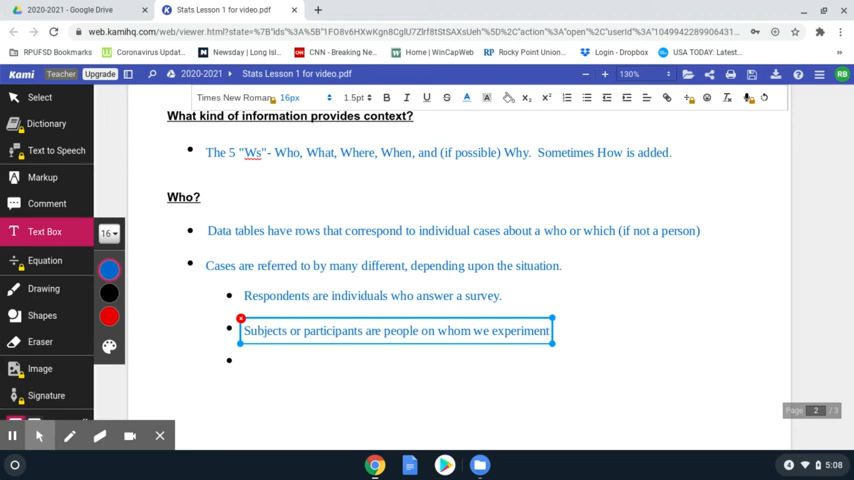 2020-2021 - Google Drive
Stats Lesson 1 for video.pdf
web.kamihq.com/web/viewer.html?state=%7B"ids"%3A%5B"1FO8v6HXwKgn8CglU7Zlrf8tStSAXsUeh"%5D%2C"action"%3A"open"%2C"userId"%3A"1049942289906431...
RPUFSD Bookmarks
Coronavirus Updat...
Newsday | Long Isl...
CNN - Breaking Ne...
Home | WinCapWeb
Rocky Point Union...
Login - Dropbox
USA TODAY: Latest...
Kami
Teacher
Upgrade
2020-2021
Stats Lesson 1 for video.pdf
130%
RB
Select
Dictionary
Text to Speech
Markup
Comment
Text Box
Equation
Drawing
Shapes
Eraser
Image
Signature
16
Times New Roman
16px
1.5pt
B I U S A A X₂ X²
What kind of information provides context?
The 5 "Ws"- Who, What, Where, When, and (if possible) Why. Sometimes How is added.
Who?
Data tables have rows that correspond to individual cases about a who or which (if not a person)
Cases are referred to by many different, depending upon the situation.
Respondents are individuals who answer a survey.
Subjects or participants are people on whom we experiment
Page 2 / 3
4
5:08